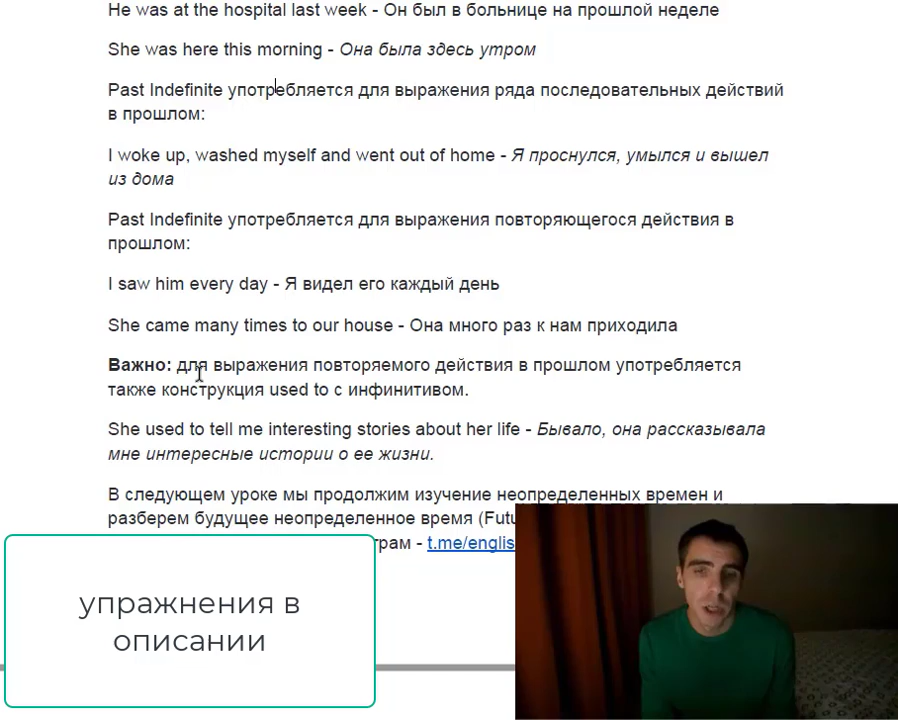 He was at the hospital last week - Он был в больнице на прошлой неделе
She was here this morning - Она была здесь утром
Past Indefinite употребляется для выражения ряда последовательных действий
в прошлом:
I woke up, washed myself and went out of home - Я проснулся, умылся и вышел
из дома
Past Indefinite употребляется для выражения повторяющегося действия в
прошлом:
I saw him every day - Я видел его каждый день
She came many times to our house - Она много раз к нам приходила
Важно: для выражения повторяемого действия в прошлом употребляется
также конструкция used to с инфинитивом.
She used to tell me interesting stories about her life - Бывало, она рассказывала
мне интересные истории о ее жизни.
В следующем уроке мы продолжим изучение неопределенных времен и
разберем будущее неопределенное время (Futu
грам - t.me/englis
упражнения в
описании